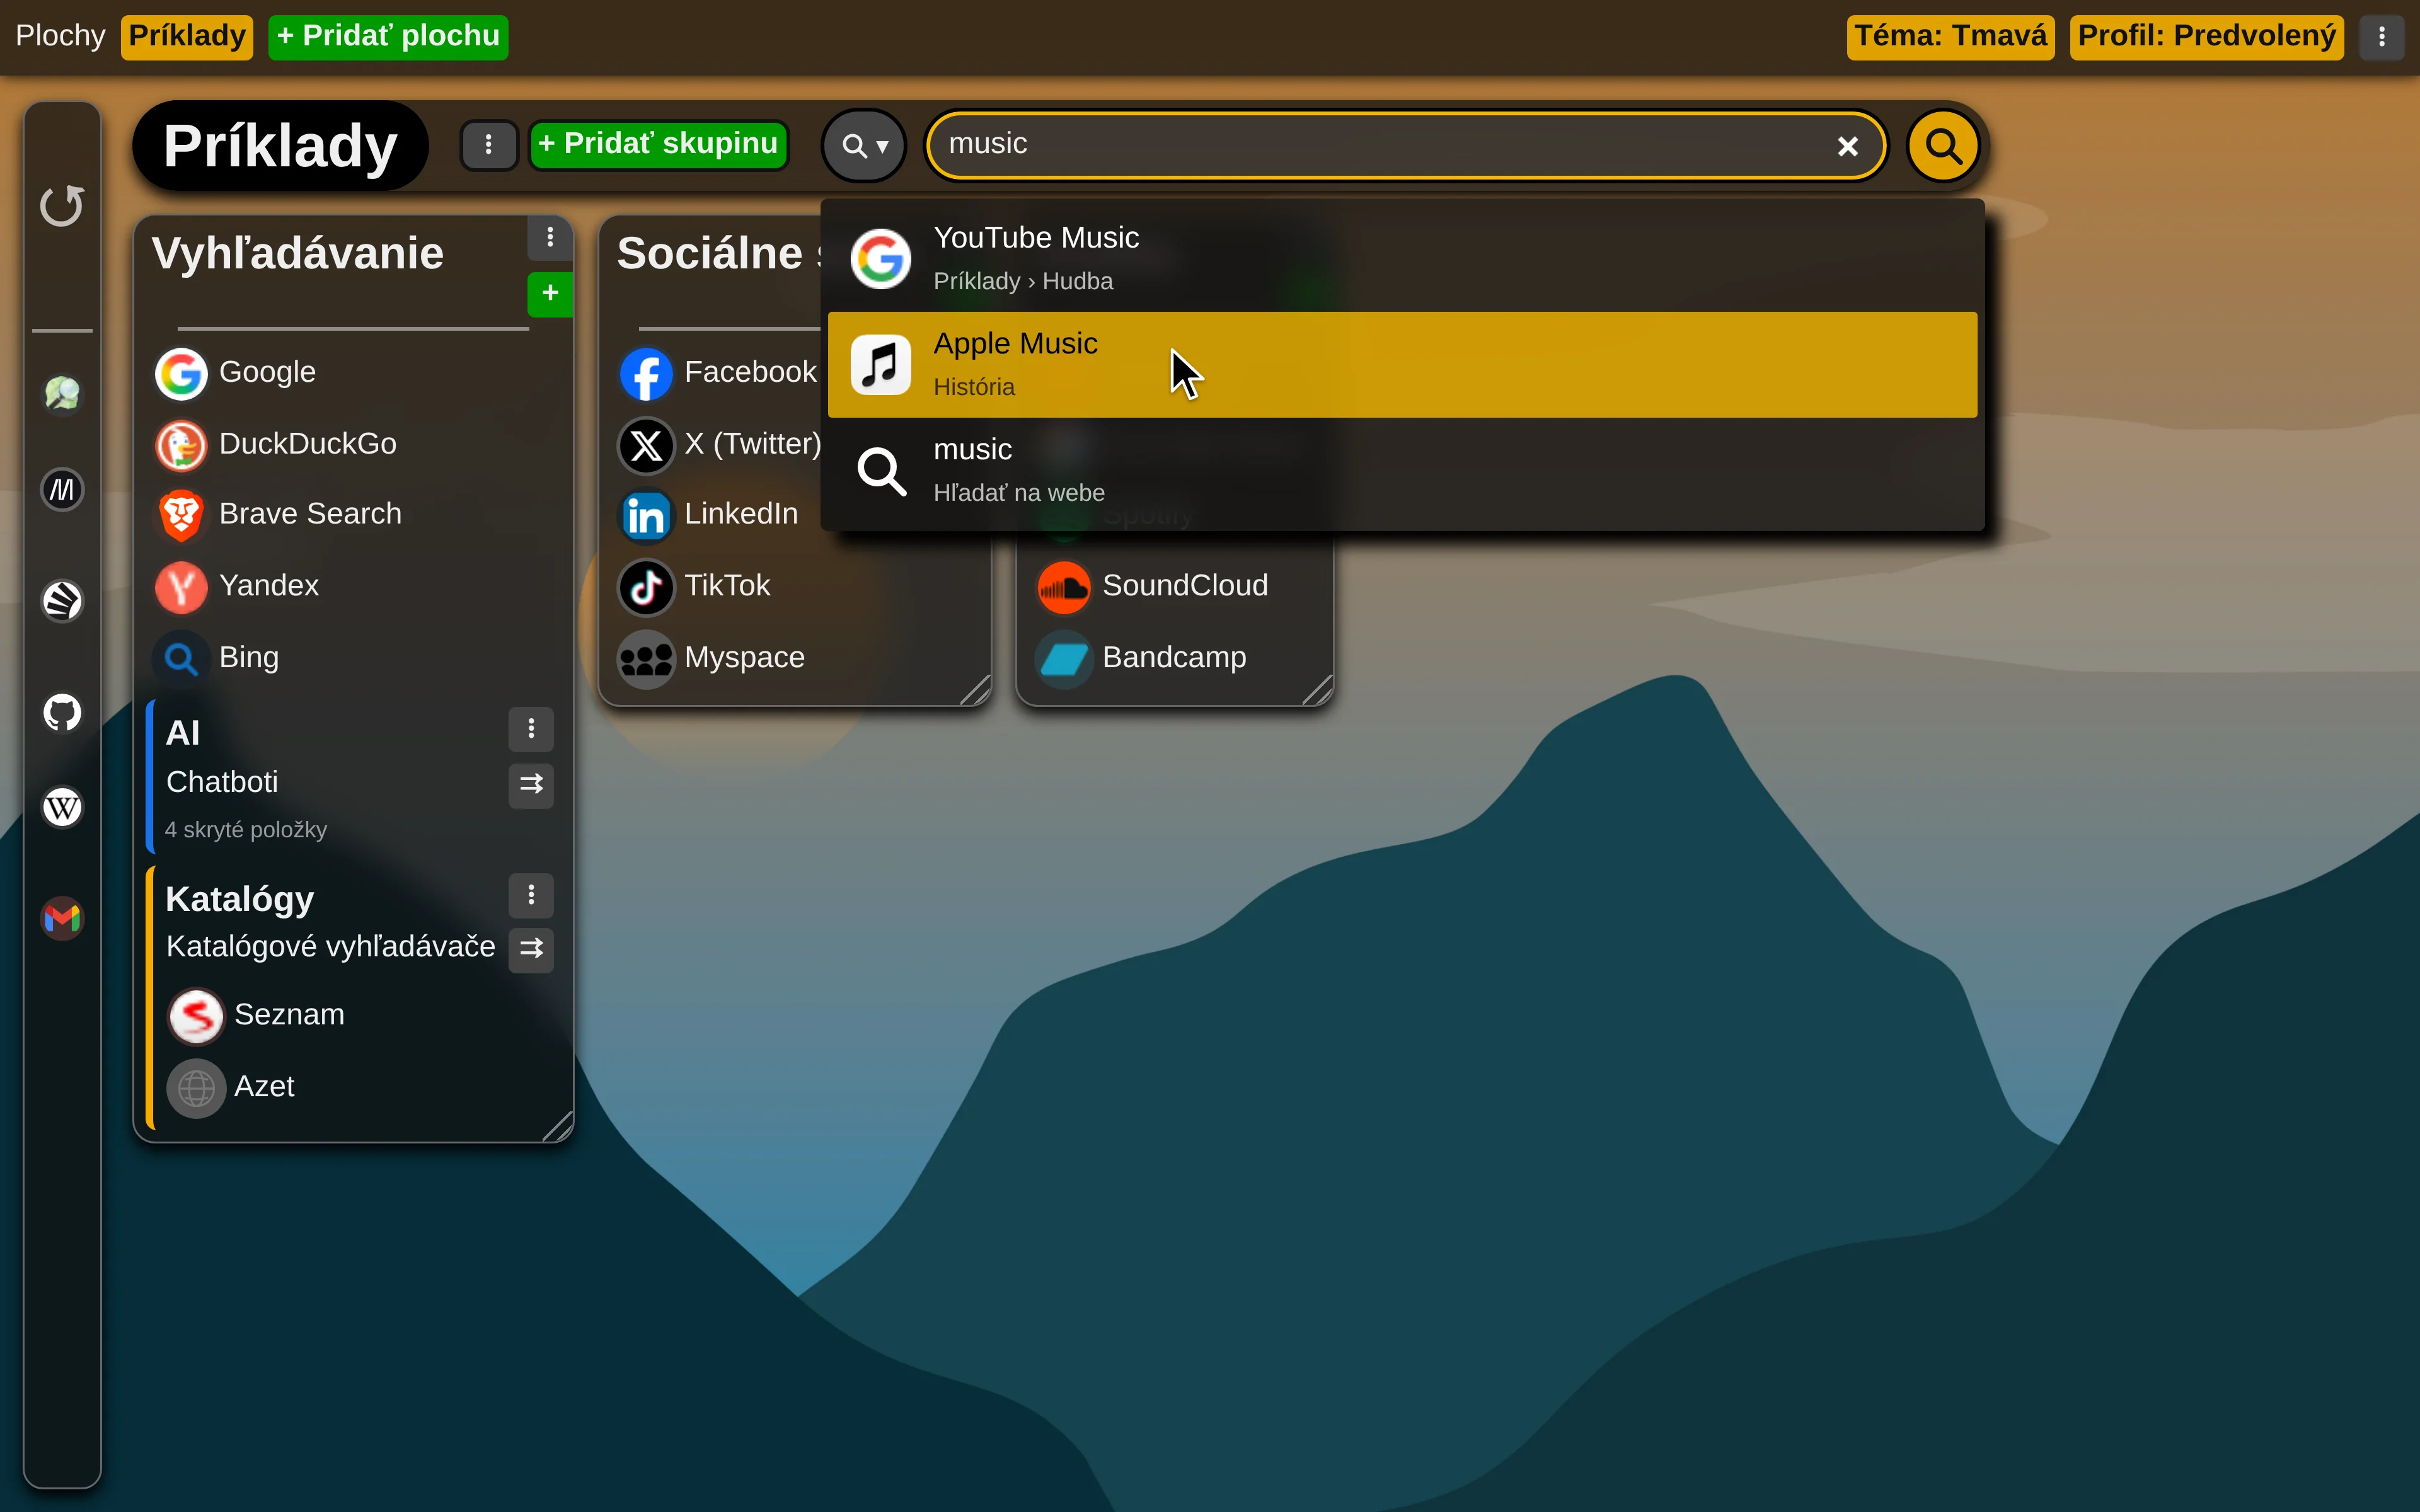 Plochy
Príklady
+ Pridať plochu
Téma: Tmavá
Profil: Predvolený
Príklady
+ Pridať skupinu
music
YouTube Music
Príklady › Hudba
Apple Music
História
music
Hľadať na webe
Vyhľadávanie
+
Google
DuckDuckGo
Brave Search
Yandex
Bing
AI
Chatboti
4 skryté položky
Katalógy
Katalógové vyhľadávače
Seznam
Azet
Sociálne
Facebook
X (Twitter)
LinkedIn
TikTok
Myspace
Spotify
SoundCloud
Bandcamp